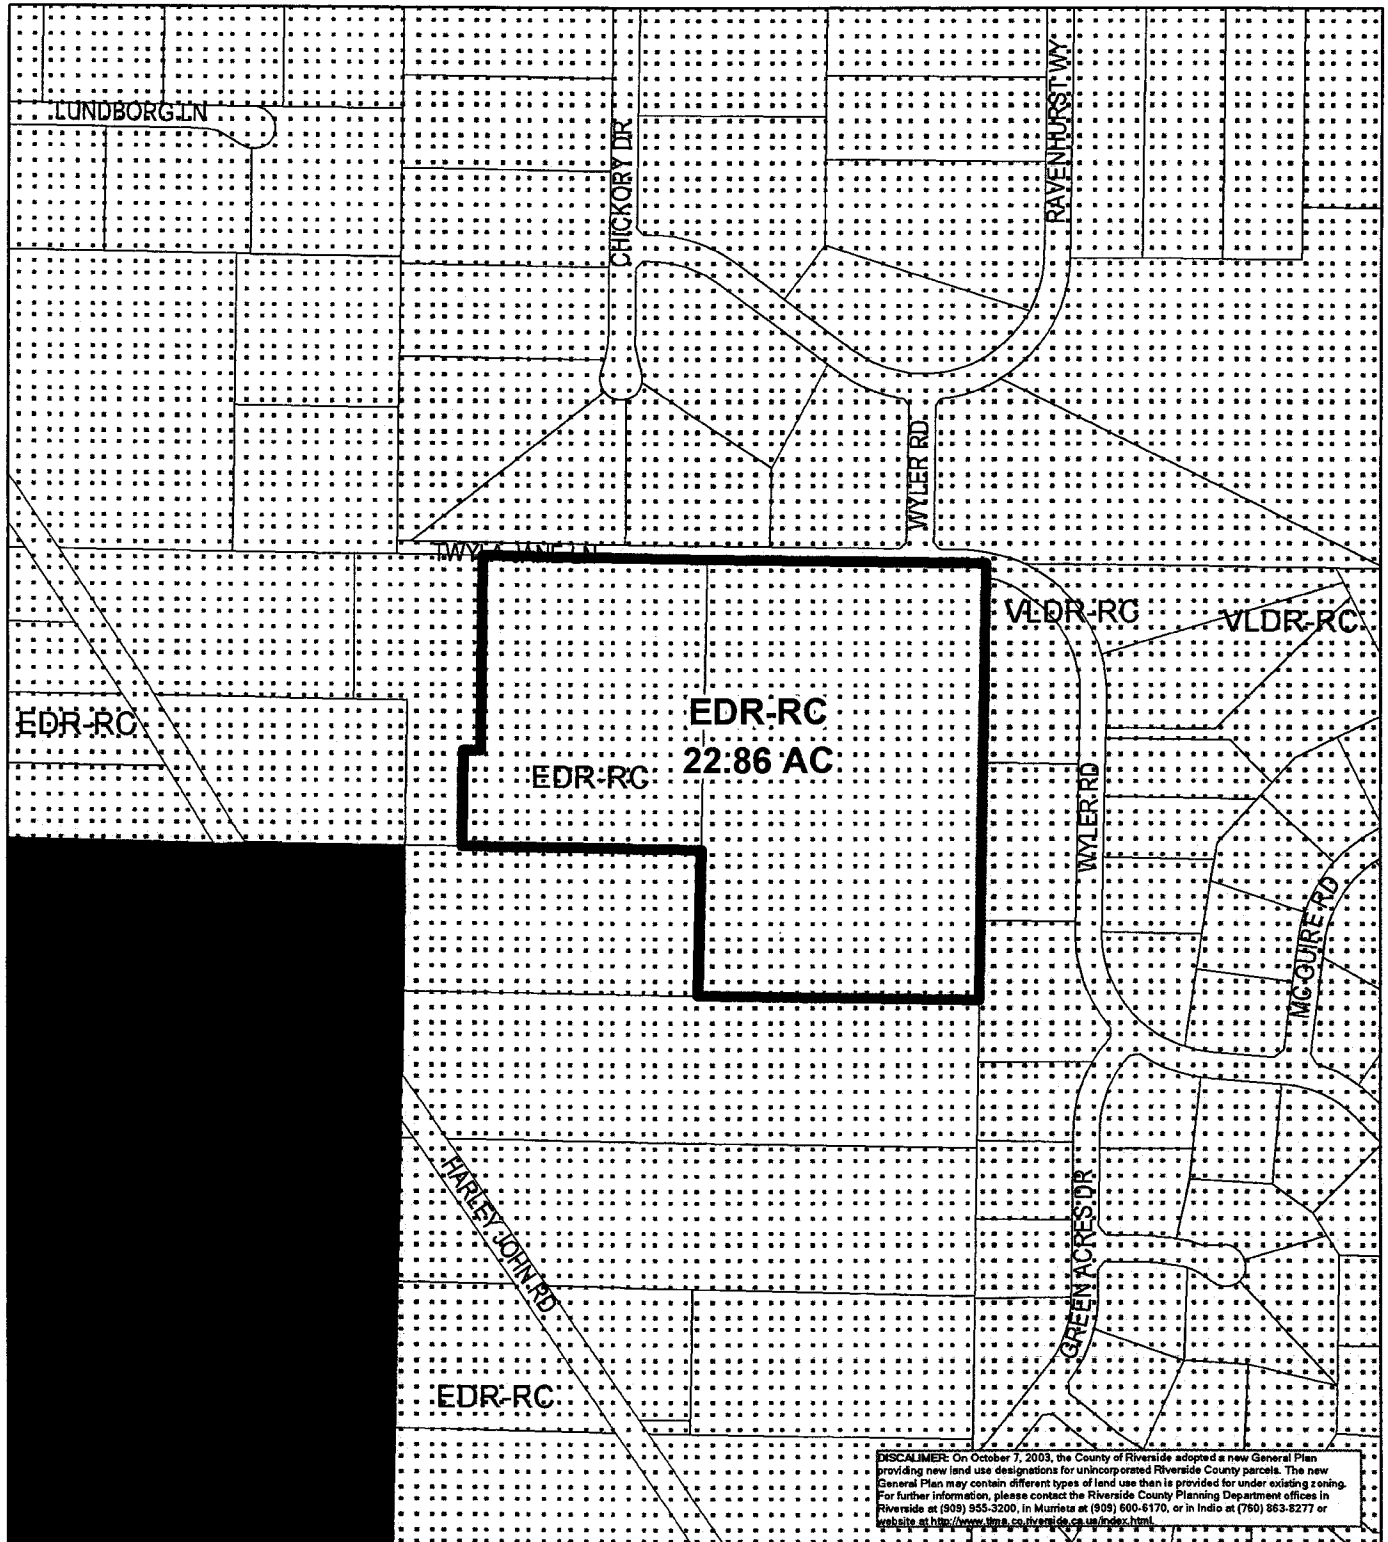 LUNDBORG LN
CHICKORY DR
RAVENHURST WY
WYLER RD
TWYLA JANE LN
VLDR-RC
VLDR-RC
EDR-RC
EDR-RC
22.86 AC
EDR-RC
WYLER RD
MC GUIRE RD
HARLEY JOHN RD
GREEN ACRES DR
EDR-RC
DISCALIMER: On October 7, 2003, the County of Riverside adopted a new General Plan
providing new land use designations for unincorporated Riverside County parcels. The new
General Plan may contain different types of land use than is provided for under existing zoning.
For further information, please contact the Riverside County Planning Department offices in
Riverside at (909) 955-3200, in Murrieta at (909) 600-6170, or in Indio at (760) 863-8277 or
website at http://www.tlma.co.riverside.ca.us/index.html.